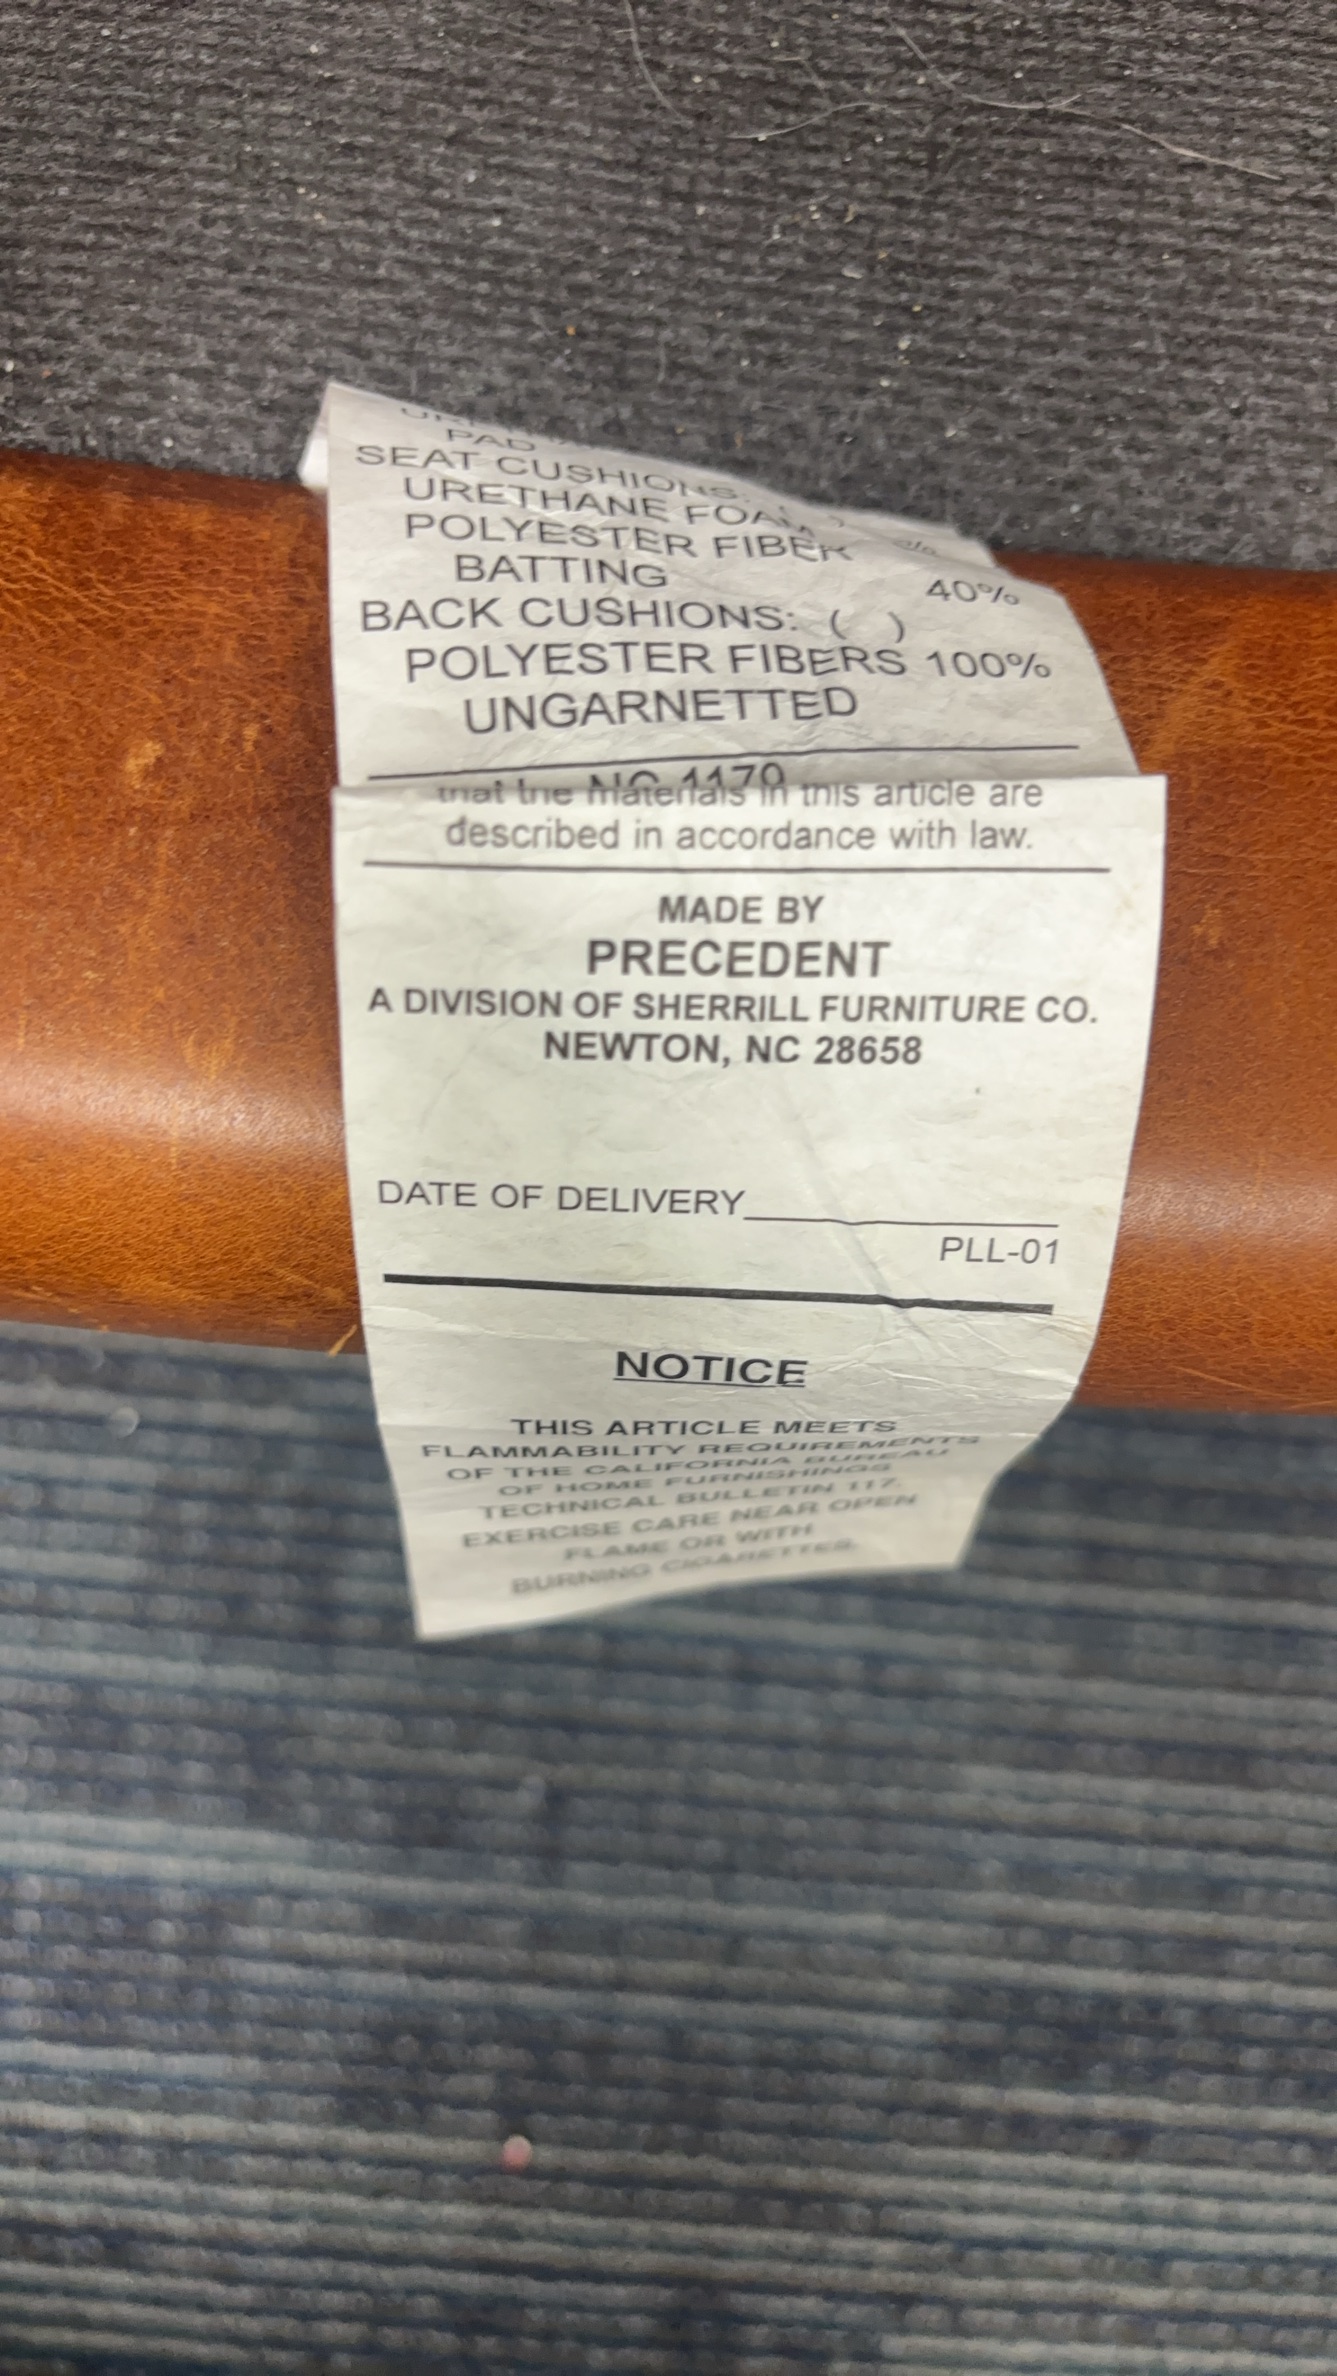 PAD
SEAT CUSHIONS: ( )
URETHANE FOAM %
POLYESTER FIBER
BATTING 40%
BACK CUSHIONS: ( )
POLYESTER FIBERS 100%
UNGARNETTED
that the materials in this article are
described in accordance with law.
MADE BY
PRECEDENT
A DIVISION OF SHERRILL FURNITURE CO.
NEWTON, NC 28658
DATE OF DELIVERY
PLL-01
NOTICE
THIS ARTICLE MEETS
FLAMMABILITY REQUIREMENTS
OF THE CALIFORNIA BUREAU
OF HOME FURNISHINGS
TECHNICAL BULLETIN 117.
EXERCISE CARE NEAR OPEN
FLAME OR WITH
BURNING CIGARETTES.